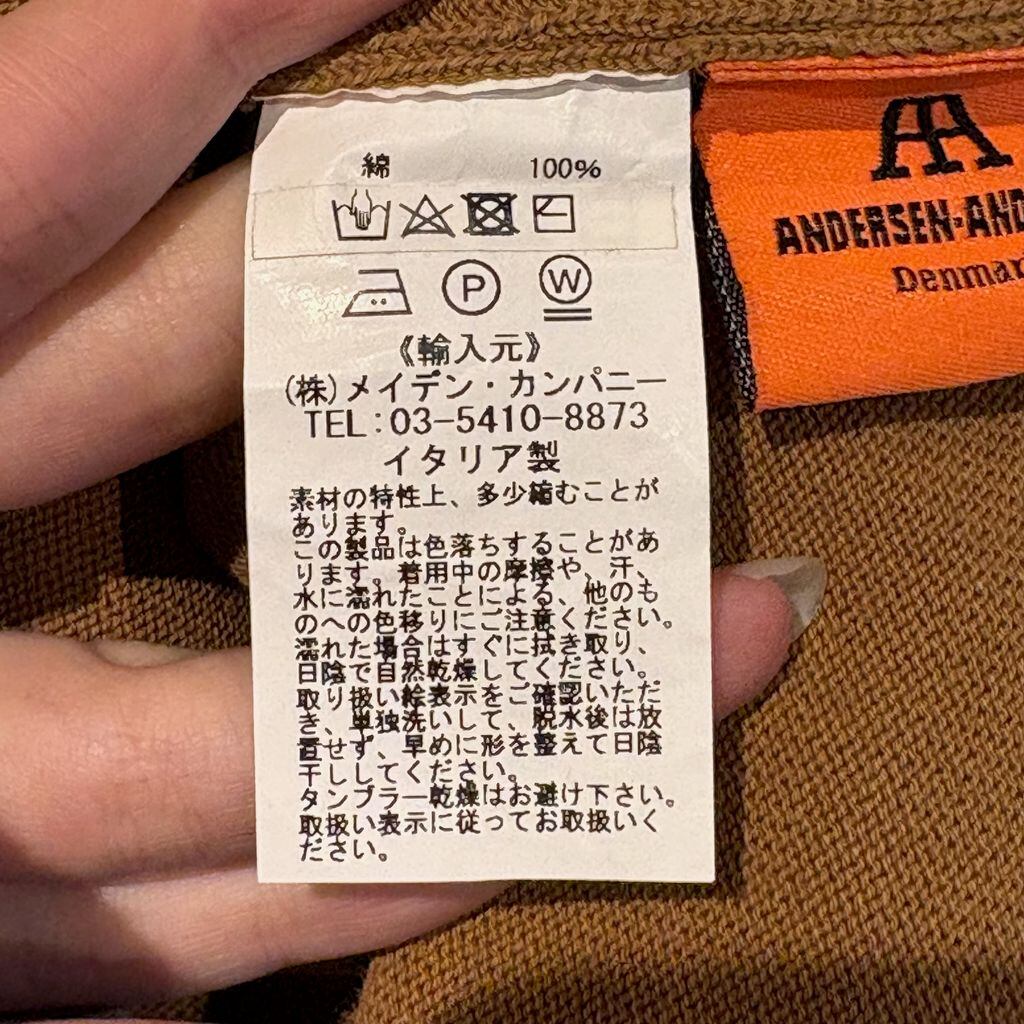 綿 100%
P W
《輸入元》
(株)メイデン・カンパニー
TEL:03-5410-8873
イタリア製
素材の特性上、多少縮むことが
あります。
この製品は色落ちすることがあ
ります。着用中の摩擦や、汗、
水に濡れたことによる、他のも
のへの色移りにご注意ください。
濡れた場合はすぐに拭き取り、
日陰で自然乾燥してください。
取り扱い絵表示をご確認いただ
き、単独洗いして、脱水後は放
置せず、早めに形を整えて日陰
干ししてください。
タンブラー乾燥はお避け下さい。
取扱い表示に従ってお取扱いく
ださい。
AA
ANDERSEN-AND
Denmar